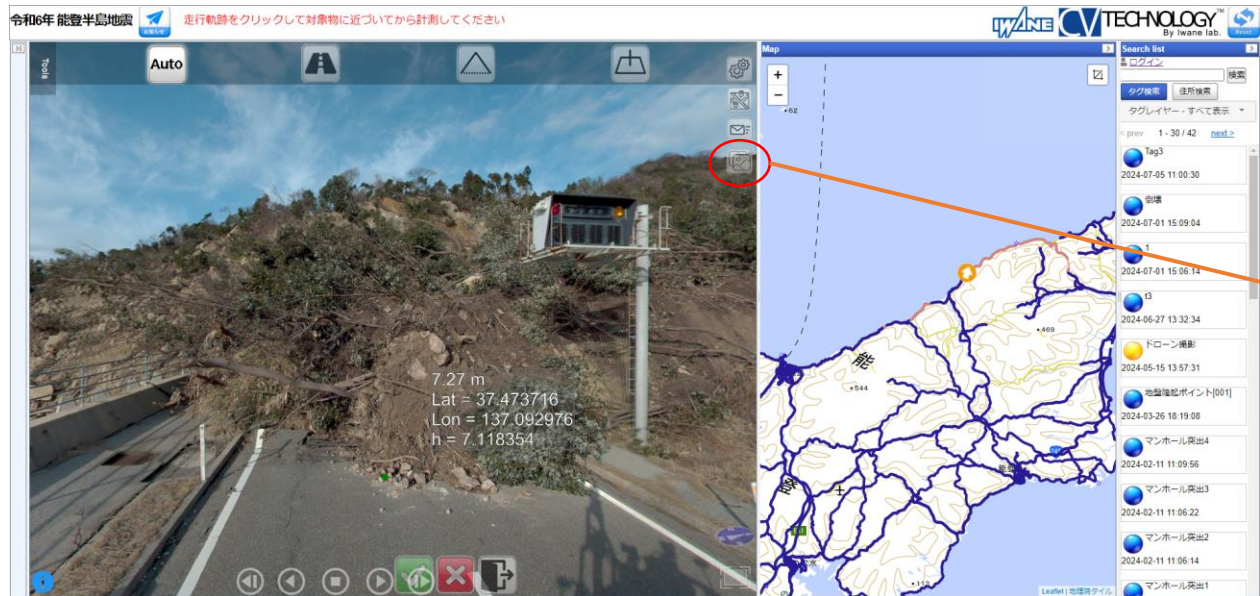 令和6年 能登半島地震
お知らせ
走行軌跡をクリックして対象物に近づいてから計測してください
IWANE CV TECHNOLOGY™
By Iwane lab.
Reset
Tools
Auto
7.27 m
Lat = 37.473716
Lon = 137.092976
h = 7.118354
Map
+
−
62
469
544
能
Leaflet | 地理院タイル
Search list
ログイン
検索
タグ検索
住所検索
タグレイヤー - すべて表示
< prev 1 - 30 / 42 next >
Tag3
2024-07-05 11:00:30
倒壊
2024-07-01 15:09:04
1
2024-07-01 15:06:14
t3
2024-06-27 13:32:34
ドローン撮影
2024-05-15 13:57:31
地盤隆起ポイント[001]
2024-03-26 18:19:08
マンホール突出4
2024-02-11 11:09:56
マンホール突出3
2024-02-11 11:06:22
マンホール突出2
2024-02-11 11:06:14
マンホール突出1